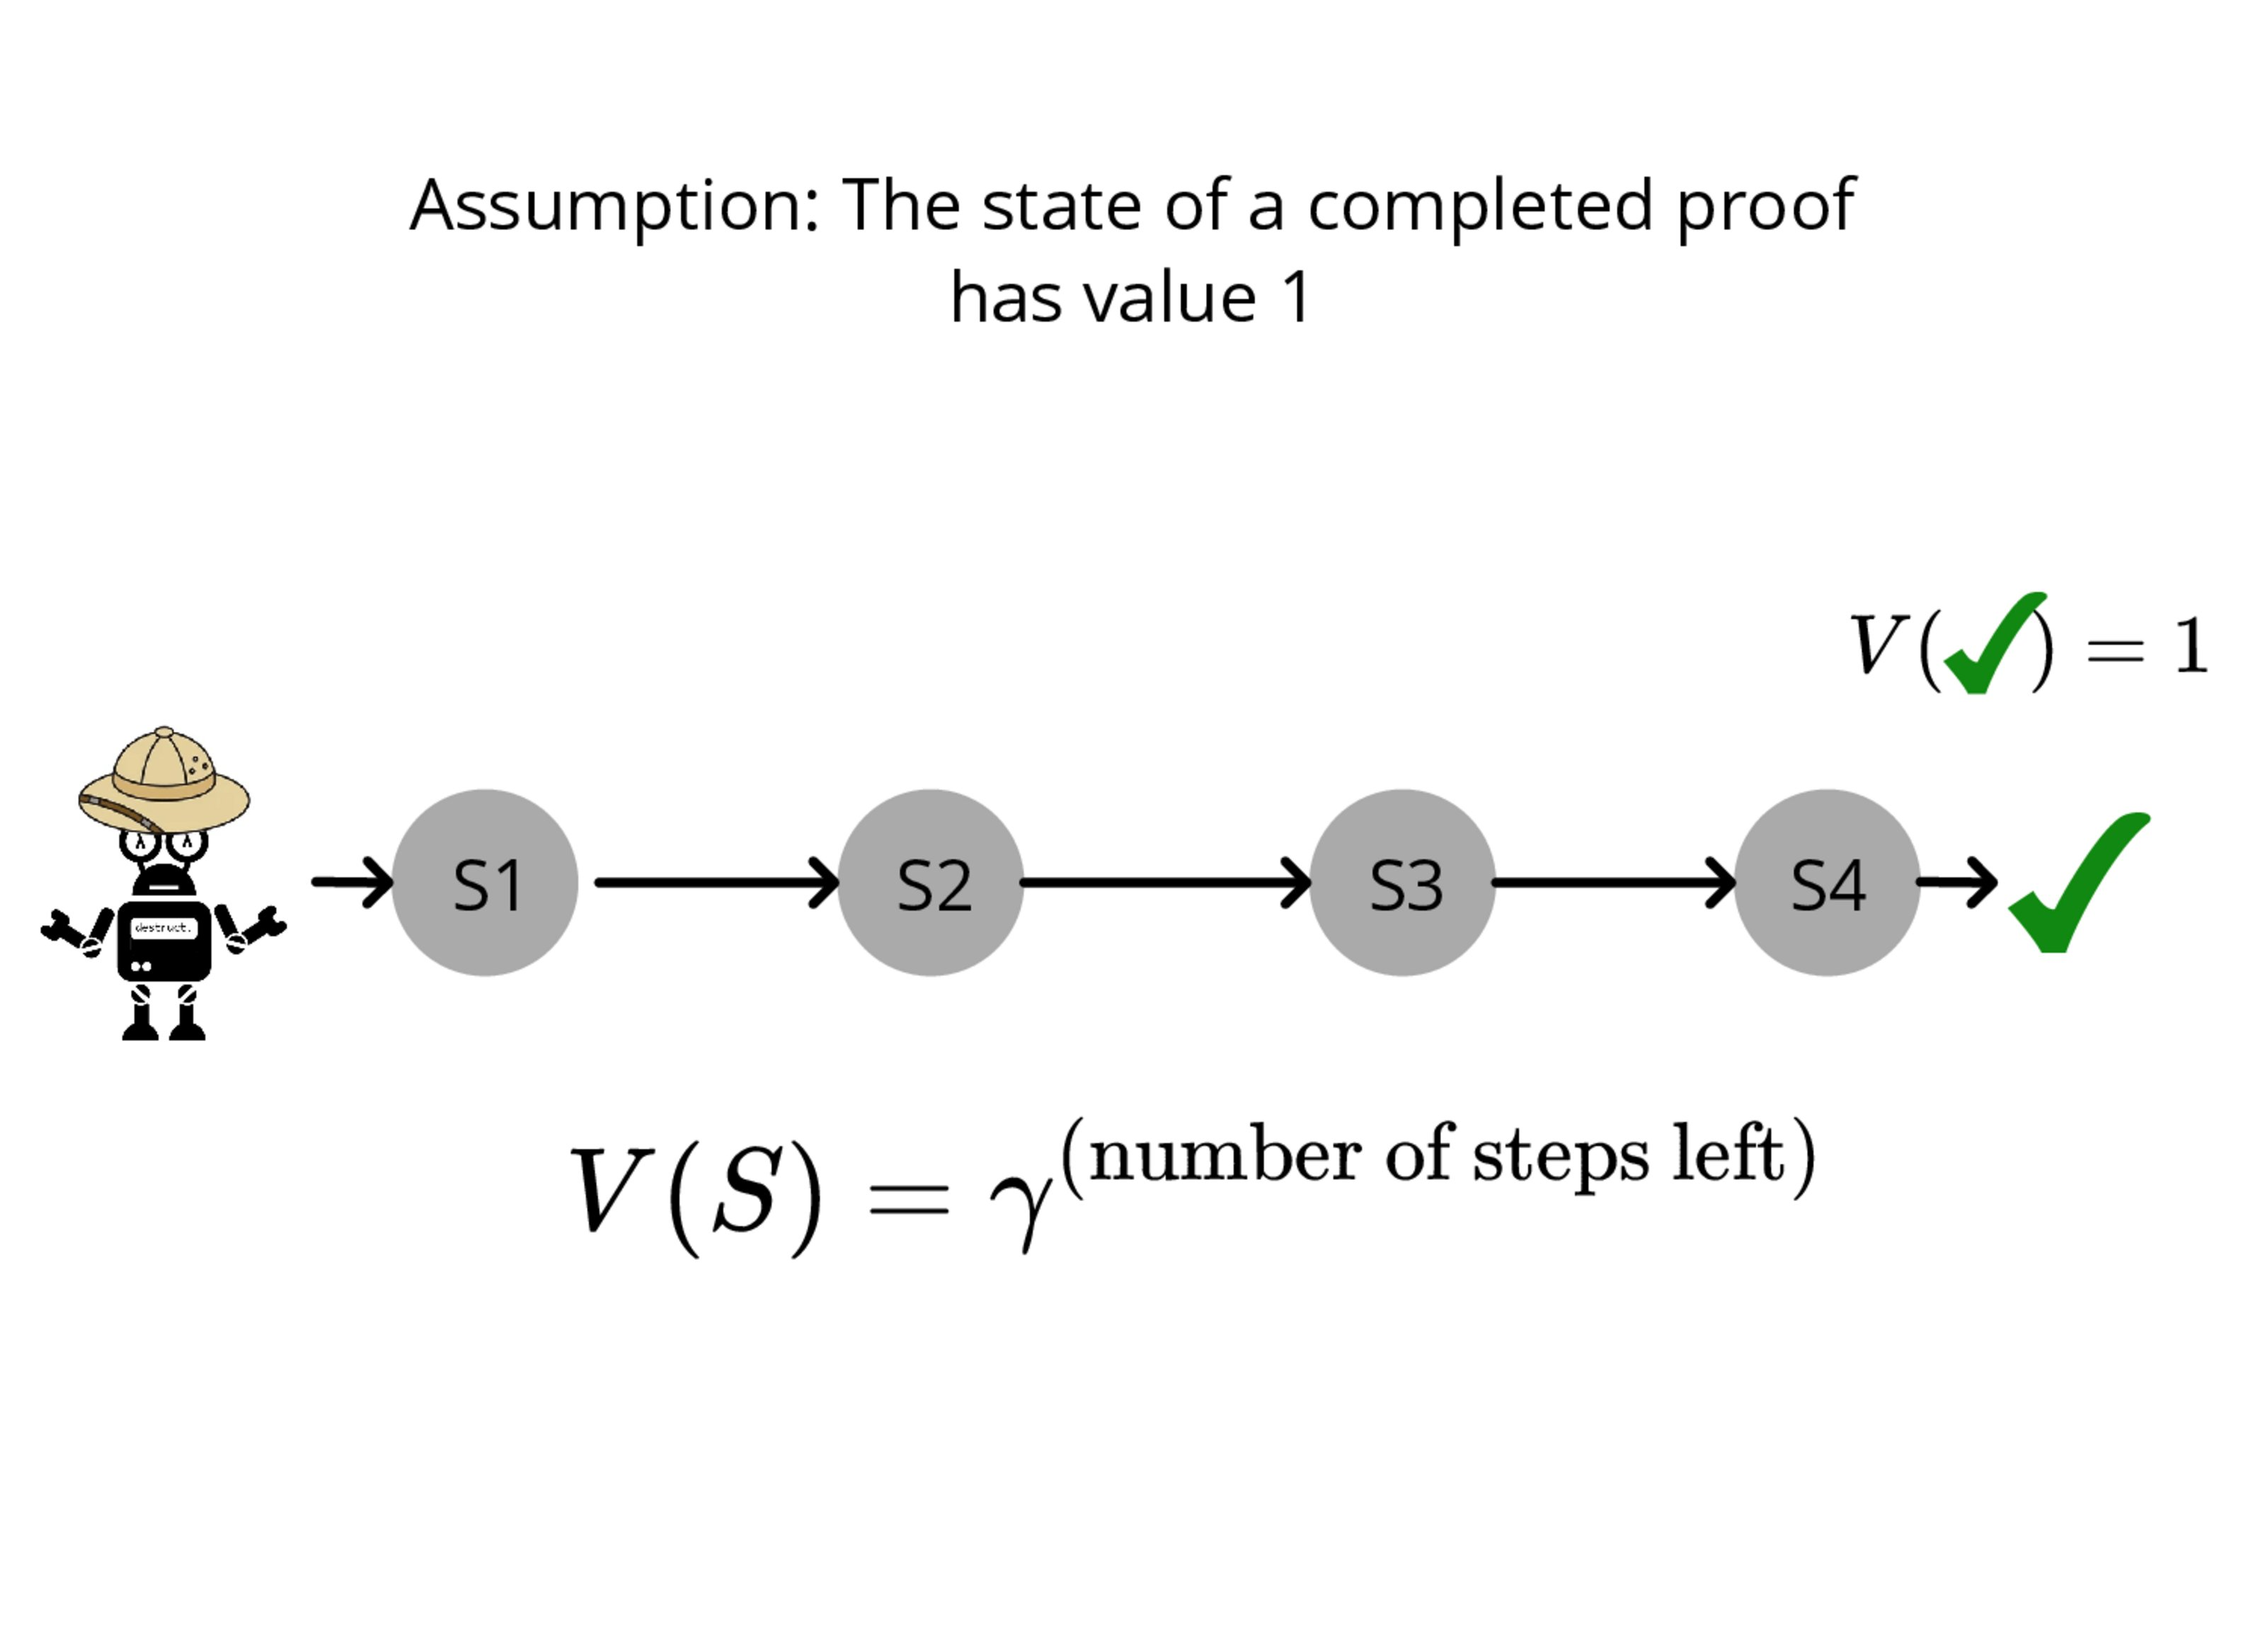 Assumption: The state of a completed proof
has value 1
V(✓) = 1
destruct.
S1 S2 S3 S4
V(S) = γ^(number of steps left)